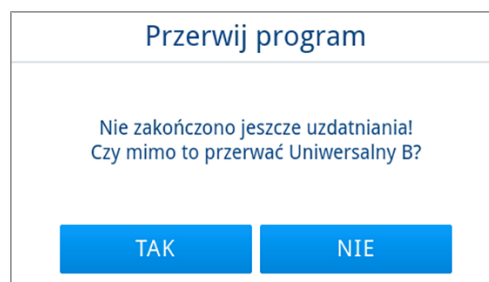 Przerwij program
Nie zakończono jeszcze uzdatniania!
Czy mimo to przerwać Uniwersalny B?
TAK
NIE